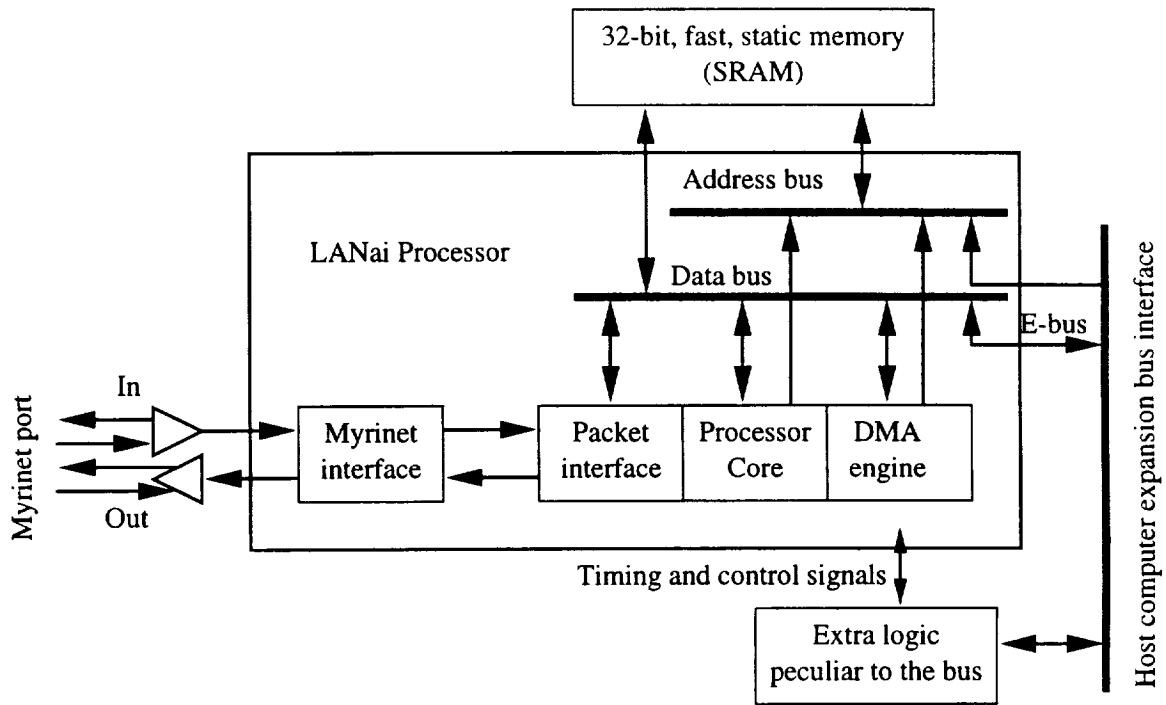 32-bit, fast, static memory
(SRAM)
Address bus
LANai Processor
Data bus
E-bus
In
Myrinet port
Out
Myrinet
interface
Packet
interface
Processor
Core
DMA
engine
Timing and control signals
Extra logic
peculiar to the bus
Host computer expansion bus interface